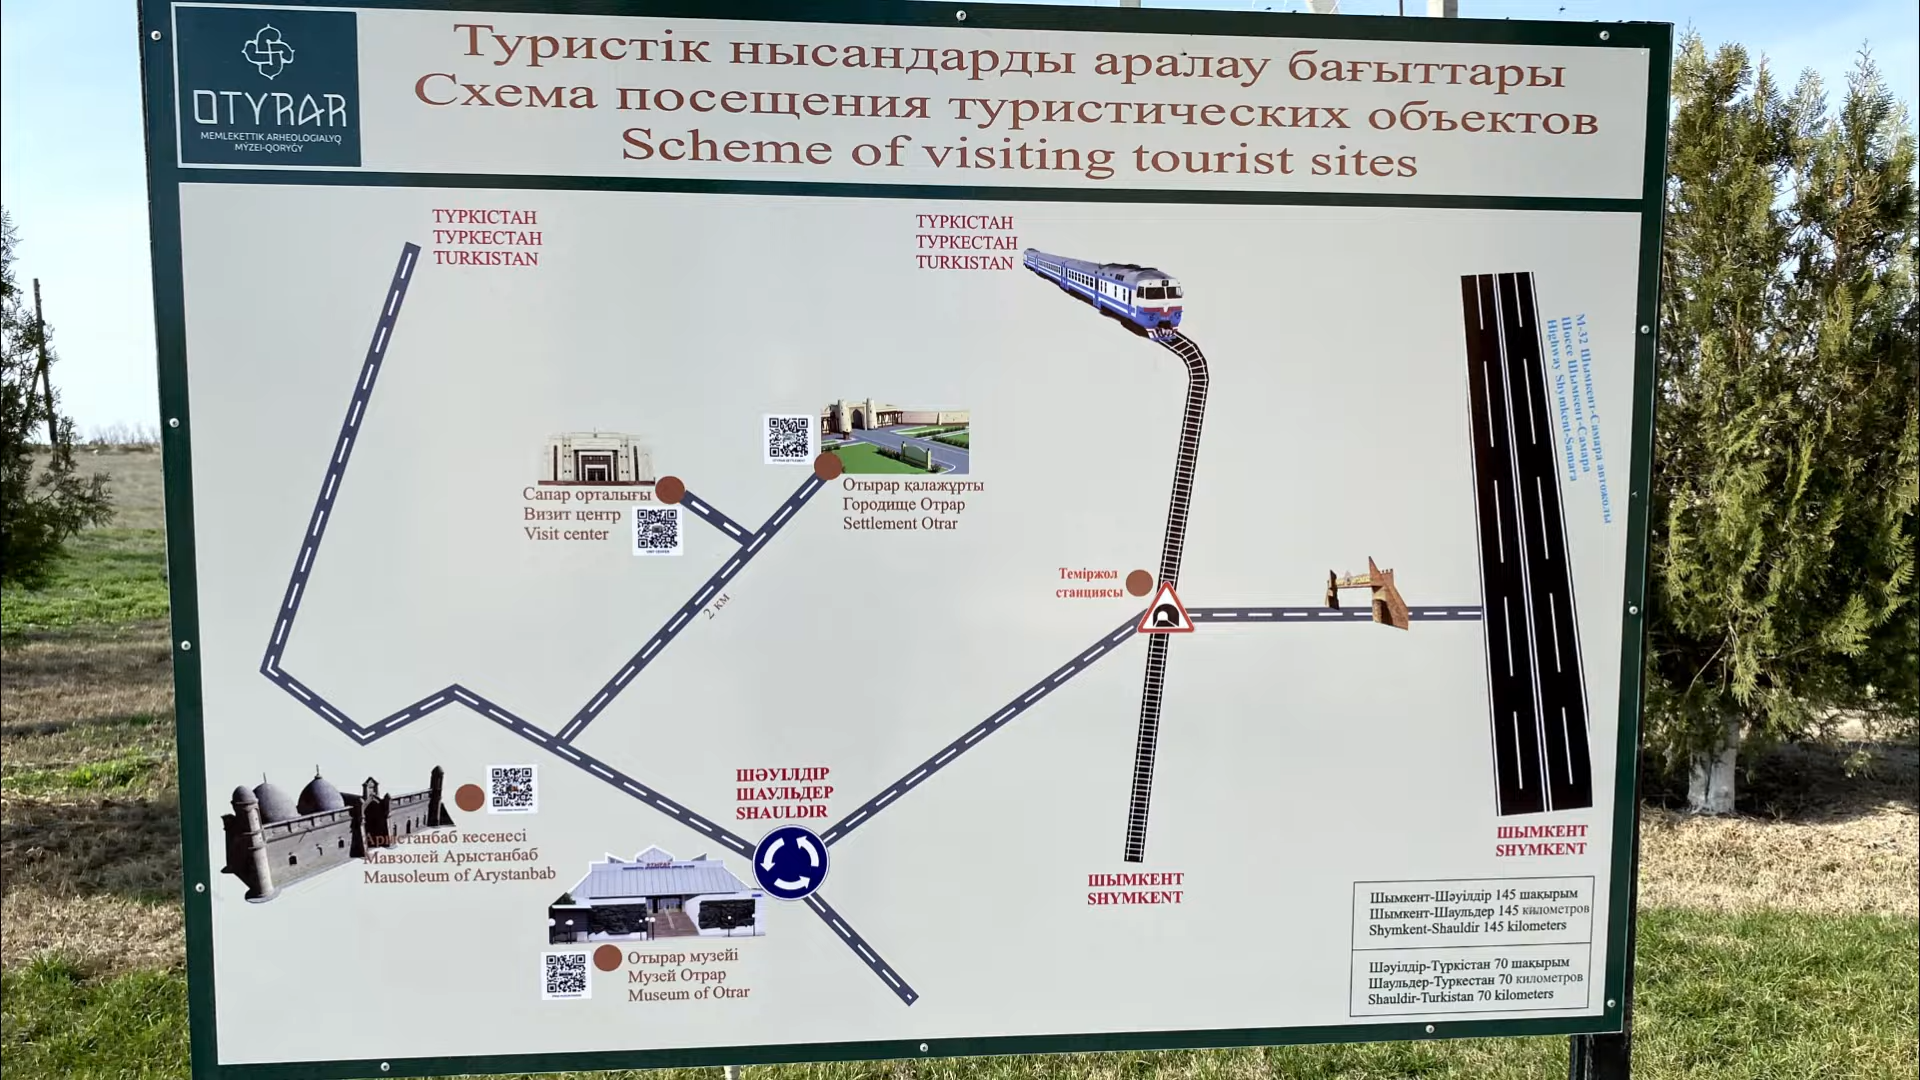 OTYRAR
MEMLEKETTIK ARHEOLOGIALYQ
MÝZEI-QORYǴY
Туристік нысандарды аралау бағыттары
Схема посещения туристических объектов
Scheme of visiting tourist sites
ТҮРКІСТАН
ТУРКЕСТАН
TURKISTAN
ТҮРКІСТАН
ТУРКЕСТАН
TURKISTAN
М-32 Шымкент-Самара автожолы
Шоссе Шымкент-Самара
Highway Shymkent-Samara
Сапар орталығы
Визит центр
Visit center
Отырар қалажұрты
Городище Отрар
Settlement Otrar
2 км
Теміржол
станциясы
ШӘУІЛДІР
ШАУЛЬДЕР
SHAULDIR
Арыстанбаб кесенесі
Мавзолей Арыстанбаб
Mausoleum of Arystanbab
Отырар музейі
Музей Отрар
Museum of Otrar
ШЫМКЕНТ
SHYMKENT
ШЫМКЕНТ
SHYMKENT
Шымкент-Шәуілдір 145 шақырым
Шымкент-Шаульдер 145 километров
Shymkent-Shauldir 145 kilometers
Шәуілдір-Түркістан 70 шақырым
Шаульдер-Туркестан 70 километров
Shauldir-Turkistan 70 kilometers